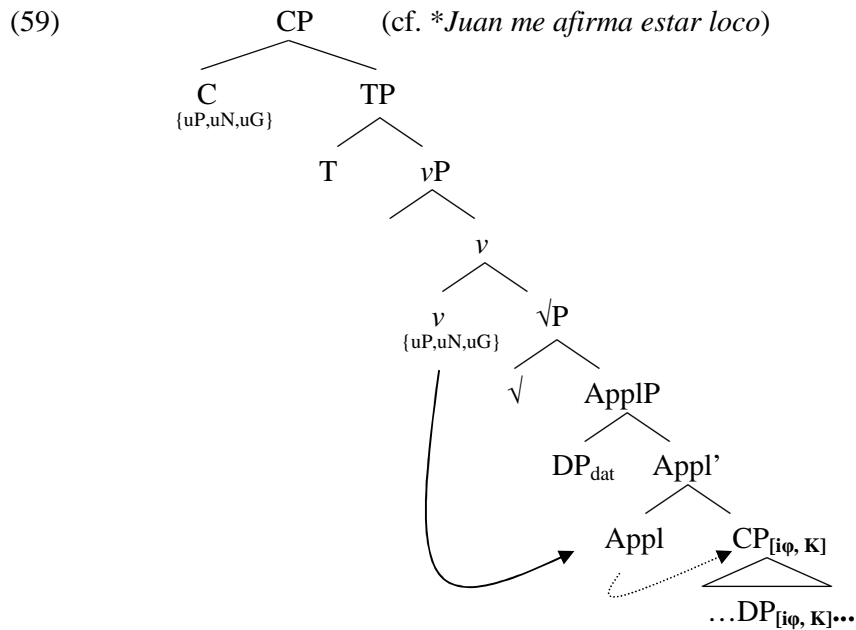 (59) CP (cf. *Juan me afirma estar loco)
C TP
{uP,uN,uG}
T vP
v
v √P
{uP,uN,uG}
√ ApplP
DPdat Appl’
Appl CP[iφ, K]
…DP[iφ, K]…